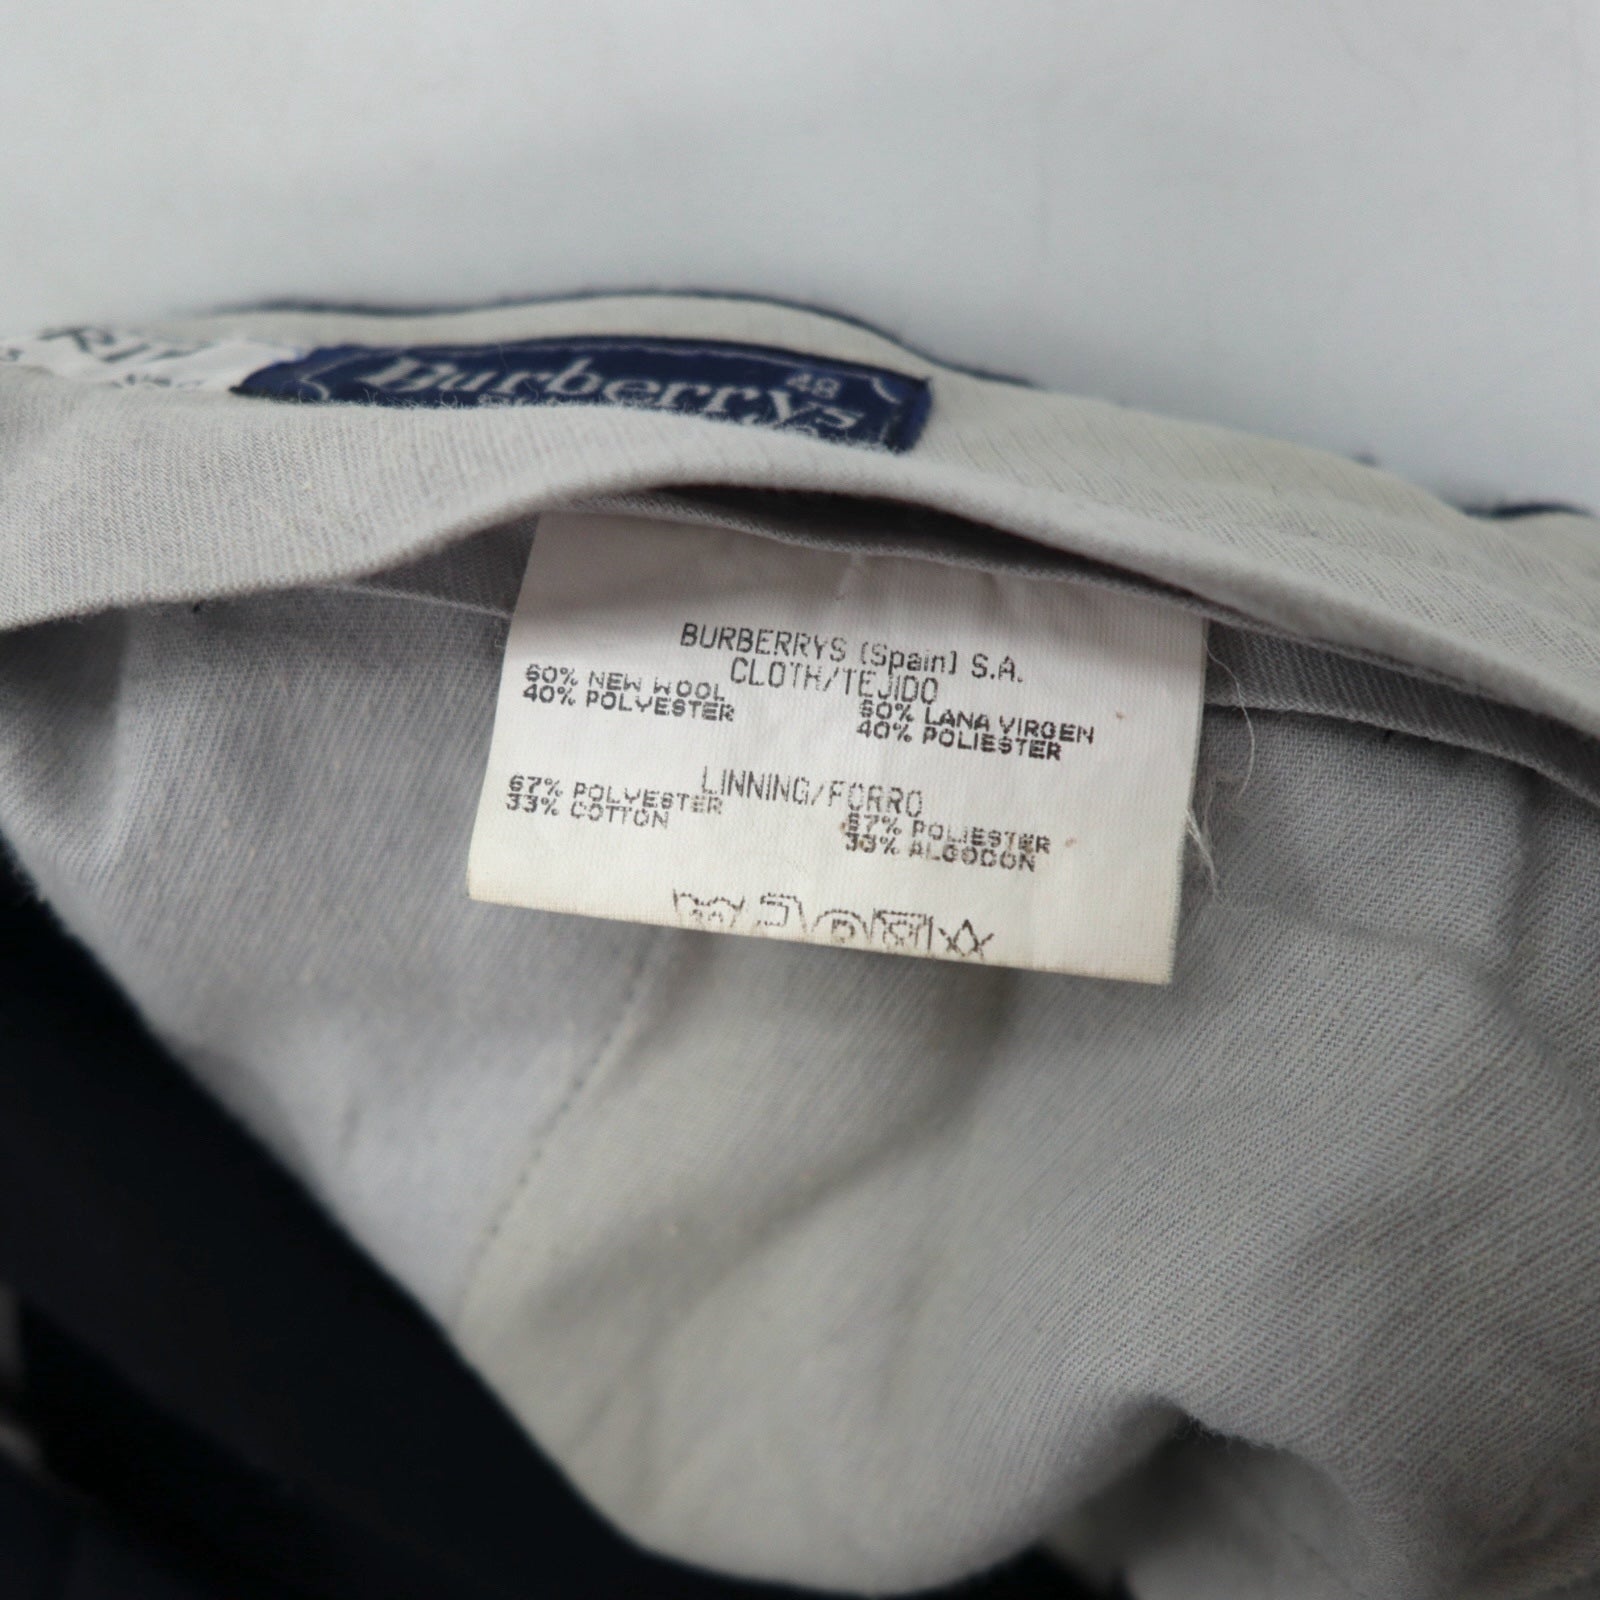 Burberrys
48
BURBERRYS (Spain) S.A.
CLOTH/TEJIDO
60% NEW WOOL
40% POLYESTER
60% LANA VIRGEN
40% POLIESTER
LINNING/FORRO
67% POLYESTER
33% COTTON
67% POLIESTER
33% ALGODON